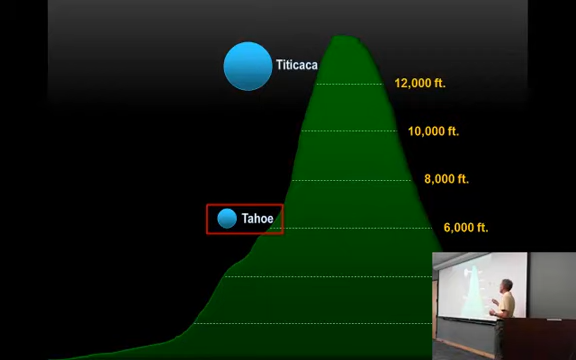 Titicaca
12,000 ft.
10,000 ft.
8,000 ft.
Tahoe
6,000 ft.